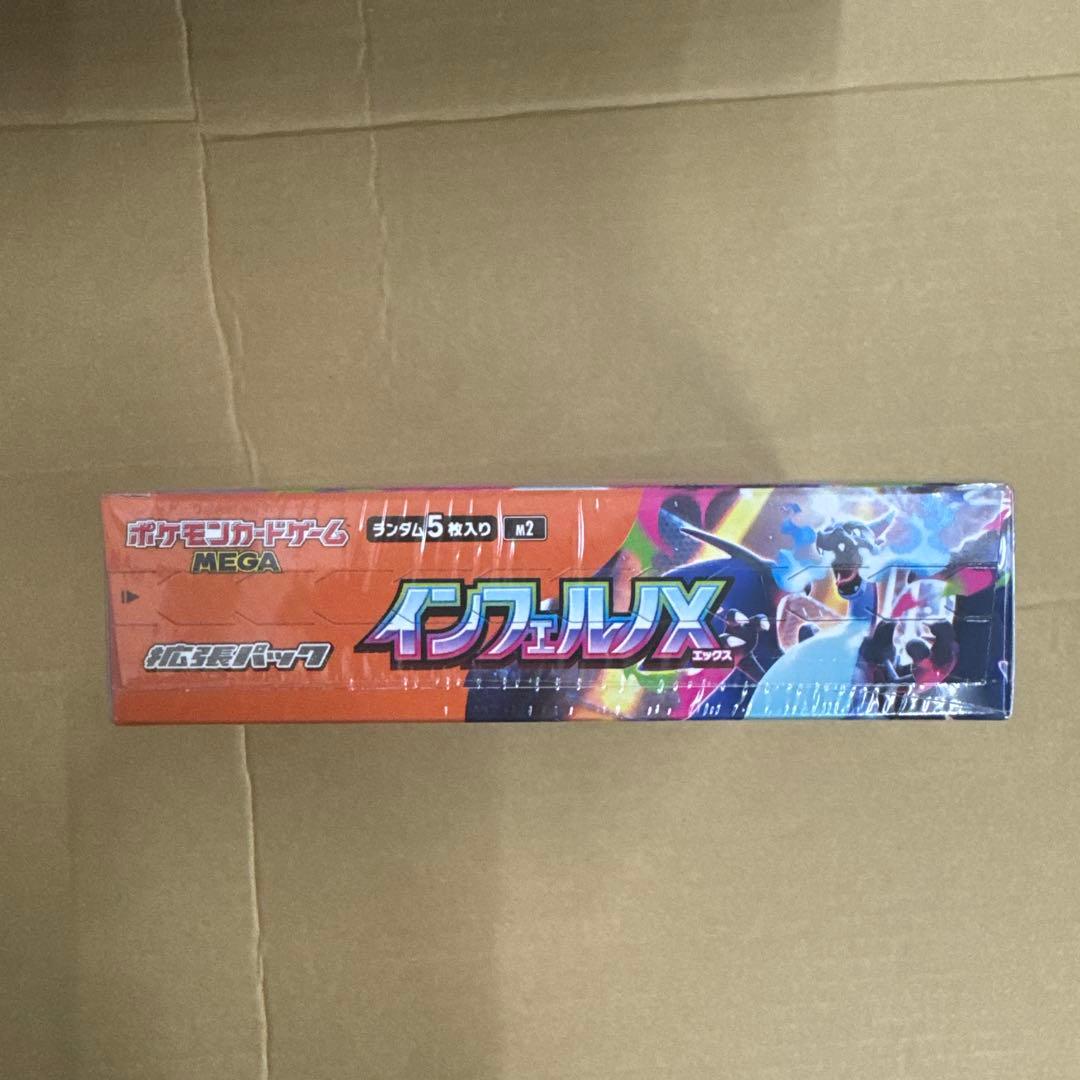 ポケモンカードゲーム
MEGA
ランダム5枚入り
M2
インフェルノX
エックス
拡張パック